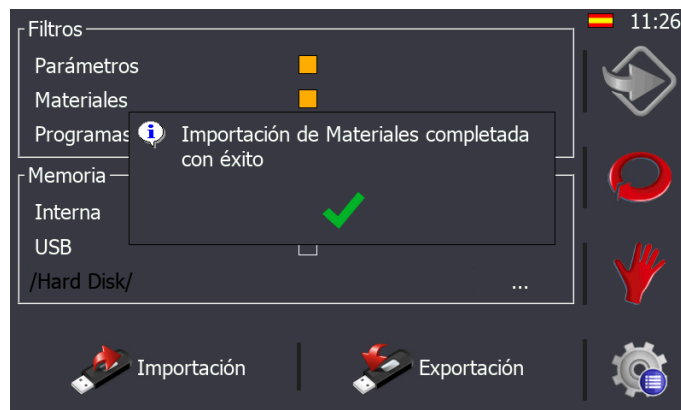 11:26
Filtros
Parámetros
Materiales
Programas
Importación de Materiales completada
con éxito
Memoria
Interna
USB
/Hard Disk/
...
Importación
Exportación